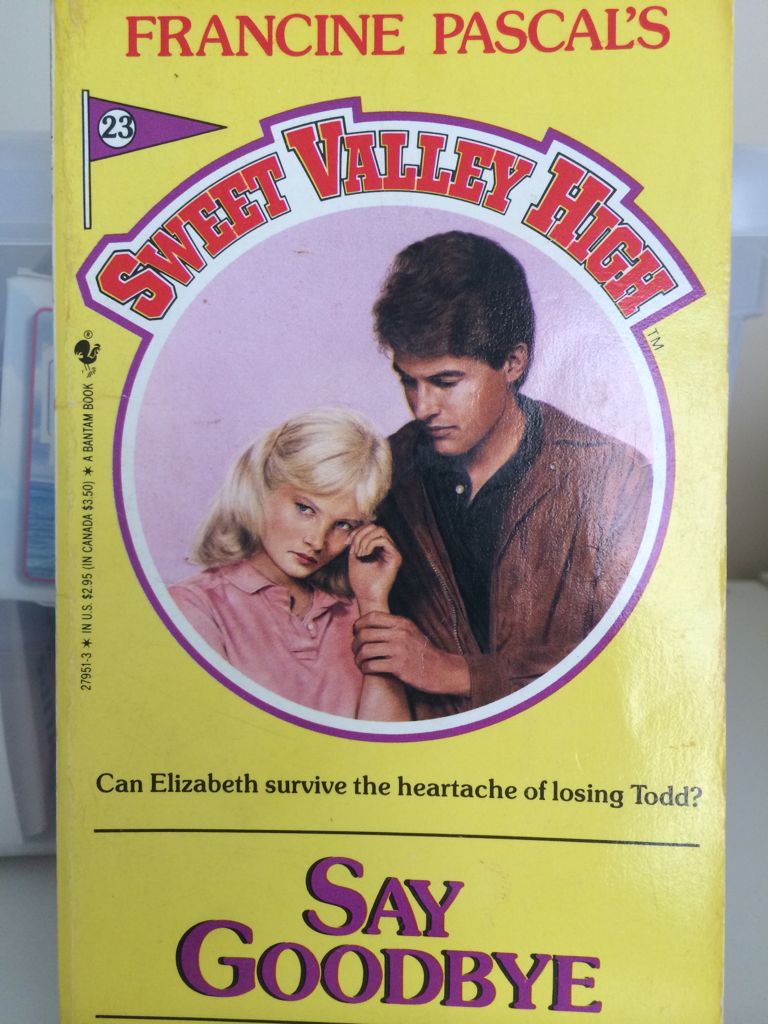 FRANCINE PASCAL'S
23
SWEET VALLEY HIGH
TM
27951-3 ★ IN U.S. $2.95 (IN CANADA $3.50) ★ A BANTAM BOOK
®
Can Elizabeth survive the heartache of losing Todd?
SAY
GOODBYE